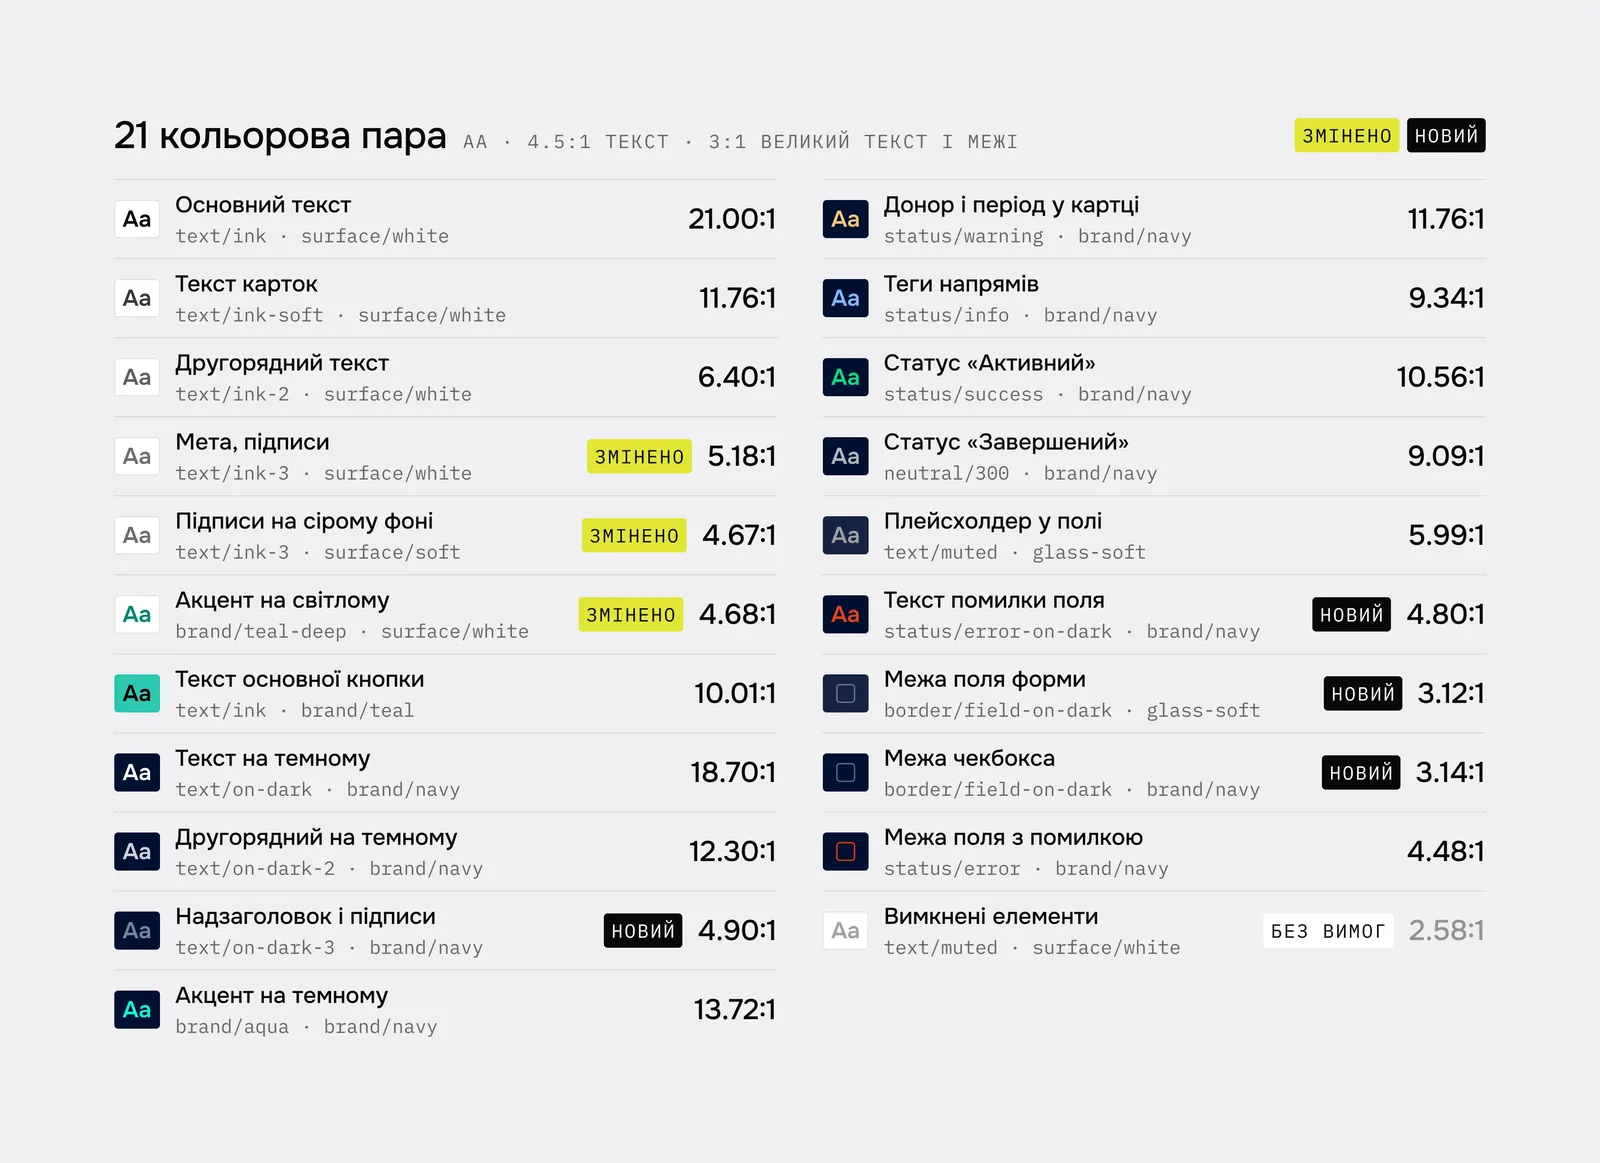 21 кольорова пара АА · 4.5:1 ТЕКСТ · 3:1 ВЕЛИКИЙ ТЕКСТ І МЕЖІ
ЗМІНЕНО НОВИЙ
Aa Основний текст 21.00:1
text/ink · surface/white
Aa Текст карток 11.76:1
text/ink-soft · surface/white
Aa Другорядний текст 6.40:1
text/ink-2 · surface/white
Aa Мета, підписи ЗМІНЕНО 5.18:1
text/ink-3 · surface/white
Aa Підписи на сірому фоні ЗМІНЕНО 4.67:1
text/ink-3 · surface/soft
Aa Акцент на світлому ЗМІНЕНО 4.68:1
brand/teal-deep · surface/white
Aa Текст основної кнопки 10.01:1
text/ink · brand/teal
Aa Текст на темному 18.70:1
text/on-dark · brand/navy
Aa Другорядний на темному 12.30:1
text/on-dark-2 · brand/navy
Aa Надзаголовок і підписи НОВИЙ 4.90:1
text/on-dark-3 · brand/navy
Aa Акцент на темному 13.72:1
brand/aqua · brand/navy
Aa Донор і період у картці 11.76:1
status/warning · brand/navy
Aa Теги напрямів 9.34:1
status/info · brand/navy
Aa Статус «Активний» 10.56:1
status/success · brand/navy
Aa Статус «Завершений» 9.09:1
neutral/300 · brand/navy
Aa Плейсхолдер у полі 5.99:1
text/muted · glass-soft
Aa Текст помилки поля НОВИЙ 4.80:1
status/error-on-dark · brand/navy
Межа поля форми НОВИЙ 3.12:1
border/field-on-dark · glass-soft
Межа чекбокса НОВИЙ 3.14:1
border/field-on-dark · brand/navy
Межа поля з помилкою 4.48:1
status/error · brand/navy
Aa Вимкнені елементи БЕЗ ВИМОГ 2.58:1
text/muted · surface/white